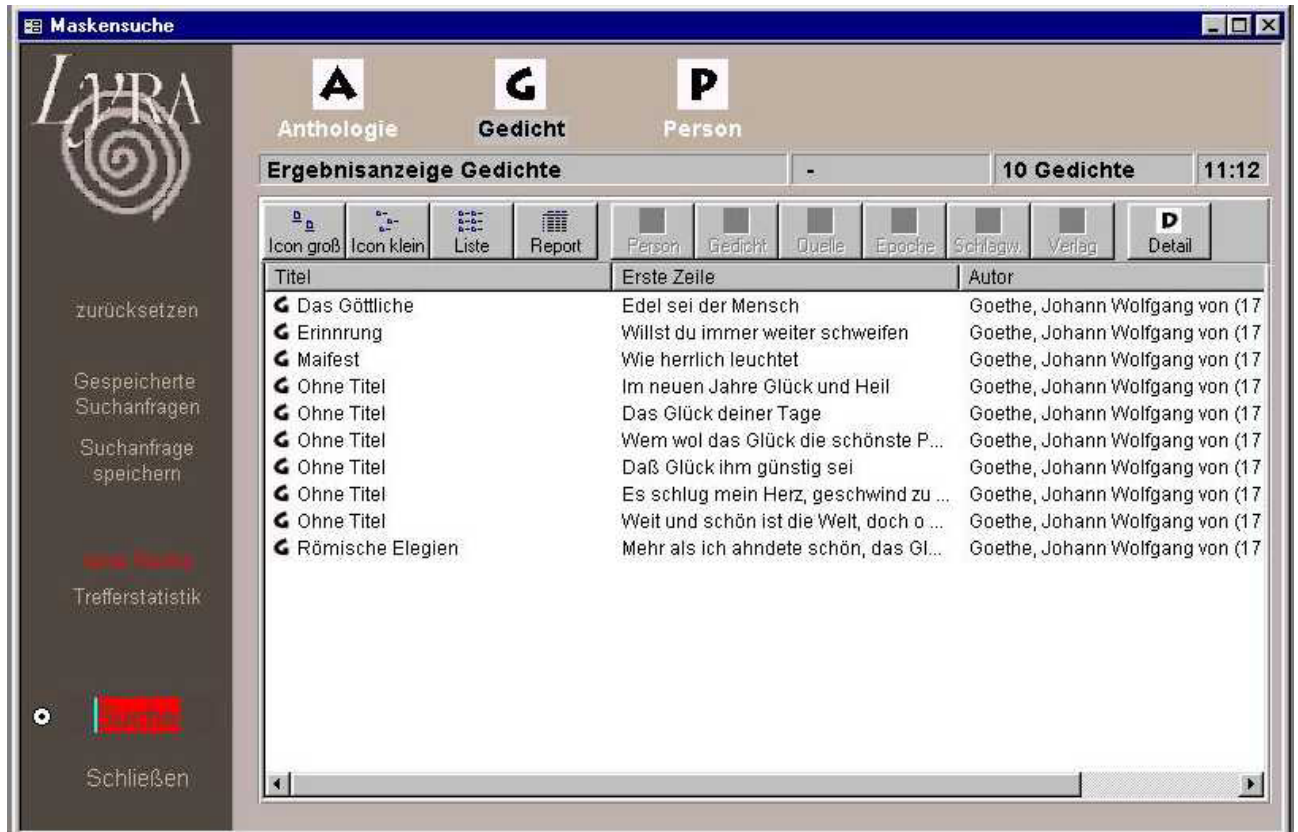 Maskensuche
LyRA
A G P
Anthologie Gedicht Person
Ergebnisanzeige Gedichte - 10 Gedichte 11:12
Icon groß Icon klein Liste Report Person Gedicht Quelle Epoche Schlagw. Verlag D Detail
Titel Erste Zeile Autor
G Das Göttliche Edel sei der Mensch Goethe, Johann Wolfgang von (17
G Erinnrung Willst du immer weiter schweifen Goethe, Johann Wolfgang von (17
G Maifest Wie herrlich leuchtet Goethe, Johann Wolfgang von (17
G Ohne Titel Im neuen Jahre Glück und Heil Goethe, Johann Wolfgang von (17
G Ohne Titel Das Glück deiner Tage Goethe, Johann Wolfgang von (17
G Ohne Titel Wem wol das Glück die schönste P... Goethe, Johann Wolfgang von (17
G Ohne Titel Daß Glück ihm günstig sei Goethe, Johann Wolfgang von (17
G Ohne Titel Es schlug mein Herz, geschwind zu ... Goethe, Johann Wolfgang von (17
G Ohne Titel Weit und schön ist die Welt, doch o ... Goethe, Johann Wolfgang von (17
G Römische Elegien Mehr als ich ahndete schön, das Gl... Goethe, Johann Wolfgang von (17
zurücksetzen
Gespeicherte
Suchanfragen
Suchanfrage
speichern
Trefferstatistik
Suche
Schließen